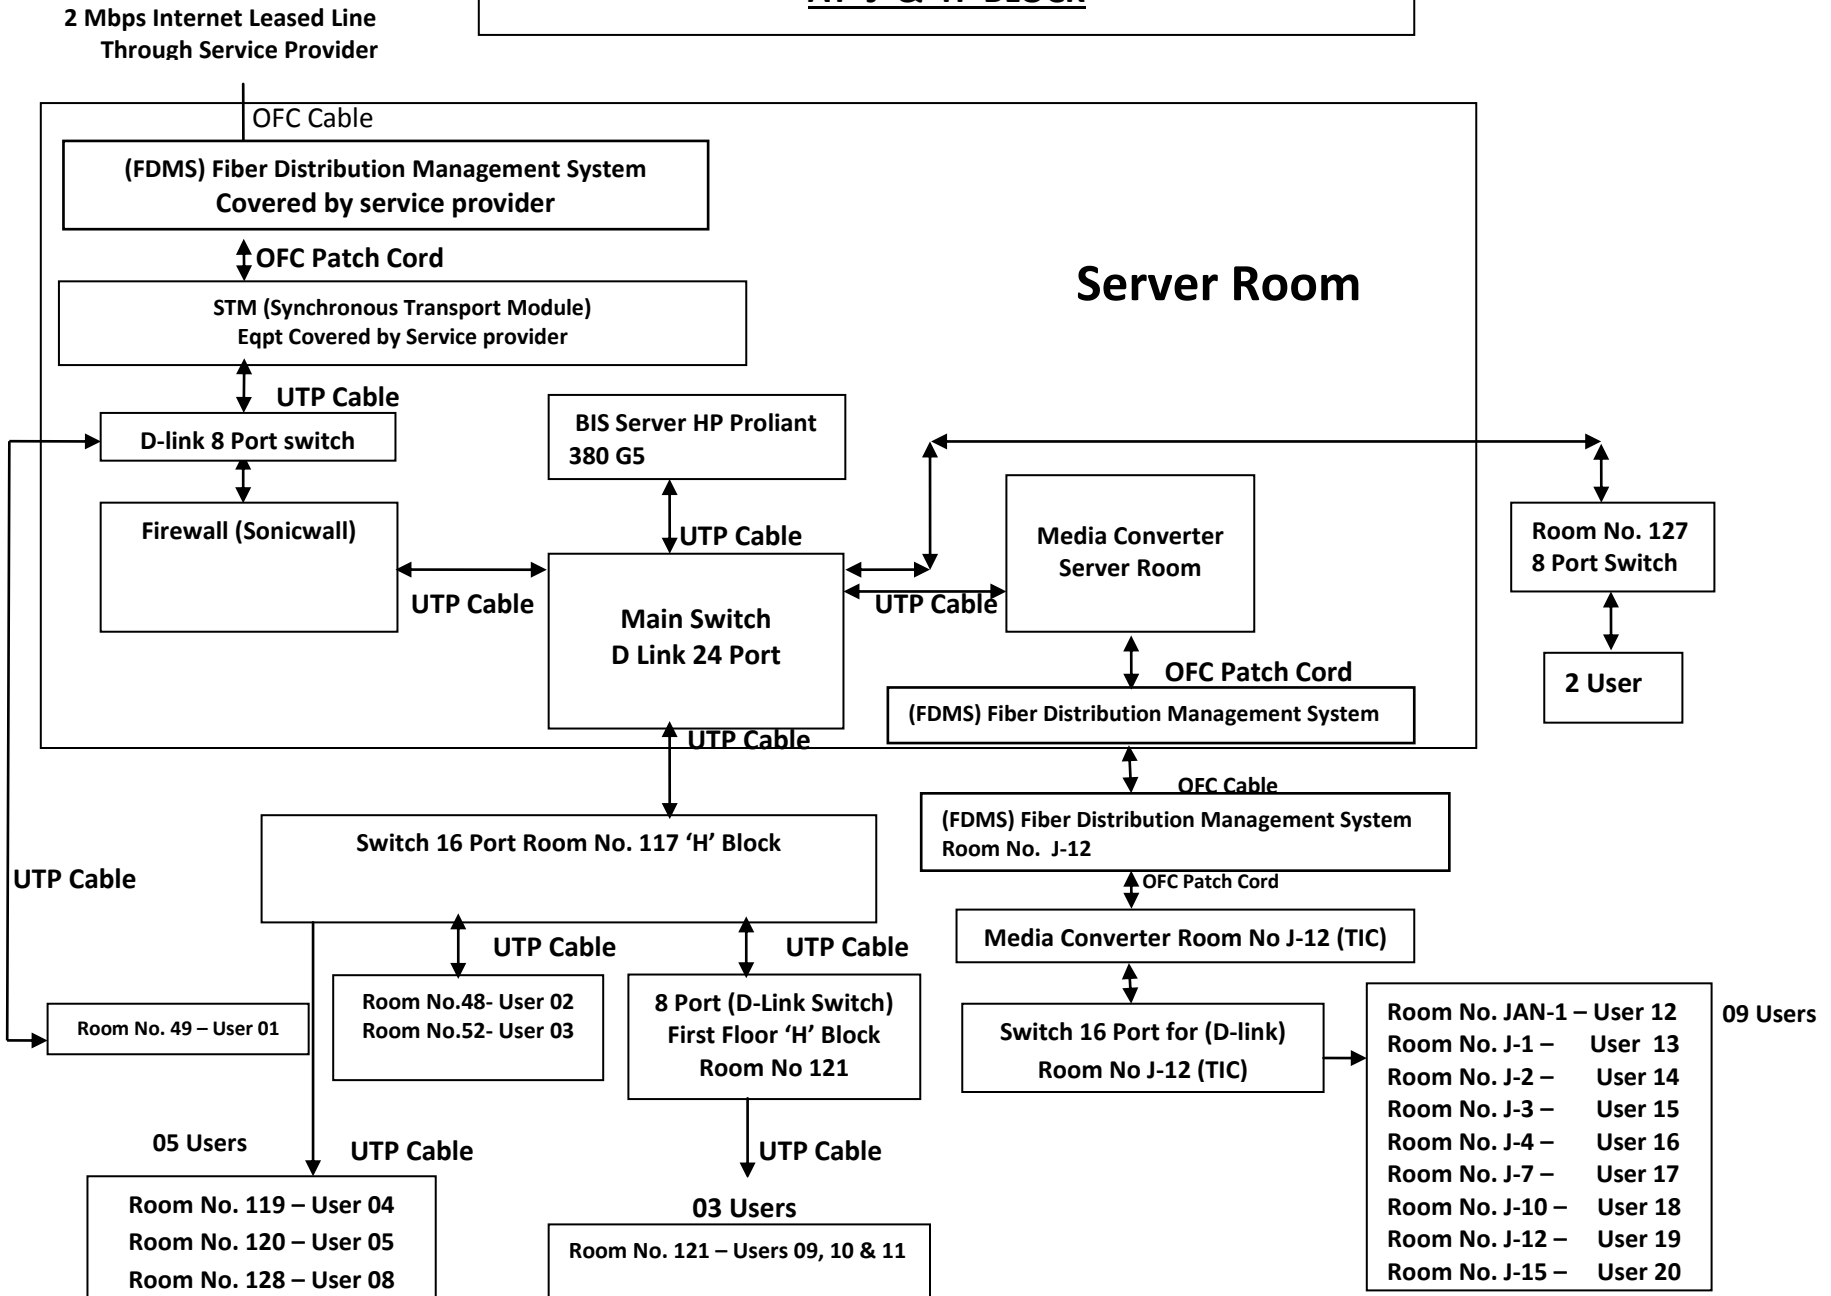 AT J & H BLOCK
2 Mbps Internet Leased Line
Through Service Provider
OFC Cable
(FDMS) Fiber Distribution Management System
Covered by service provider
OFC Patch Cord
Server Room
STM (Synchronous Transport Module)
Eqpt Covered by Service provider
UTP Cable
D-link 8 Port switch
BIS Server HP Proliant
380 G5
Firewall (Sonicwall)
UTP Cable
UTP Cable
Main Switch
D Link 24 Port
UTP Cable
Media Converter
Server Room
Room No. 127
8 Port Switch
2 User
OFC Patch Cord
(FDMS) Fiber Distribution Management System
UTP Cable
OFC Cable
(FDMS) Fiber Distribution Management System
Room No. J-12
Switch 16 Port Room No. 117 ‘H’ Block
UTP Cable
OFC Patch Cord
Media Converter Room No J-12 (TIC)
UTP Cable
UTP Cable
Room No. 49 – User 01
Room No.48- User 02
Room No.52- User 03
8 Port (D-Link Switch)
First Floor ‘H’ Block
Room No 121
Switch 16 Port for (D-link)
Room No J-12 (TIC)
Room No. JAN-1 – User 12
Room No. J-1 – User 13
Room No. J-2 – User 14
Room No. J-3 – User 15
Room No. J-4 – User 16
Room No. J-7 – User 17
Room No. J-10 – User 18
Room No. J-12 – User 19
Room No. J-15 – User 20
09 Users
05 Users
UTP Cable
UTP Cable
Room No. 119 – User 04
Room No. 120 – User 05
Room No. 128 – User 08
03 Users
Room No. 121 – Users 09, 10 & 11